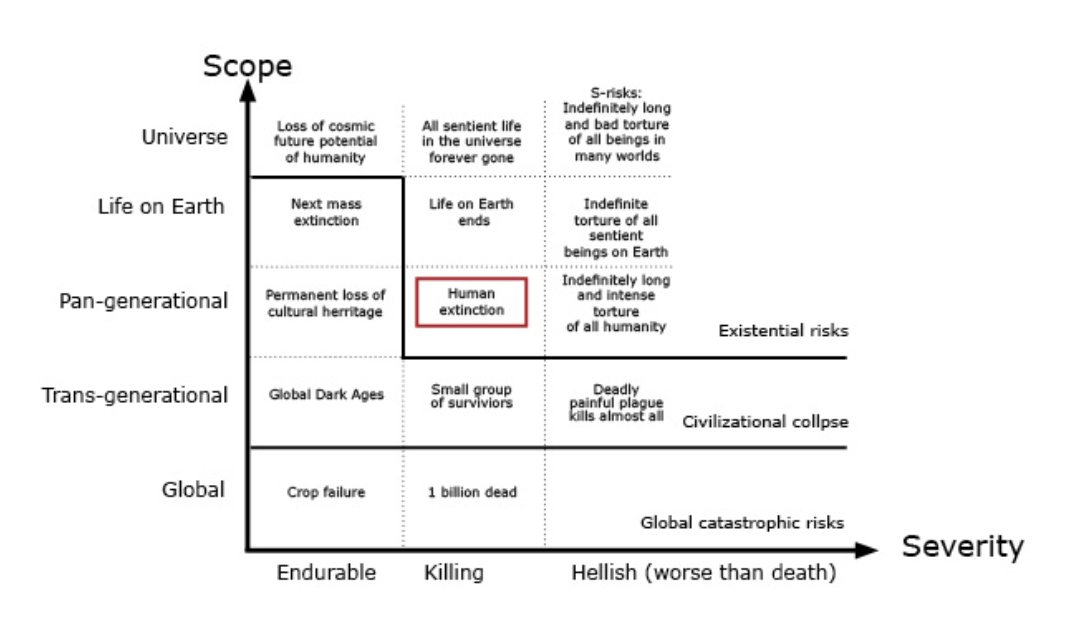 Scope
Universe
Loss of cosmic
future potential
of humanity
All sentient life
in the universe
forever gone
S-risks:
Indefinitely long
and bad torture
of all beings in
many worlds
Life on Earth
Next mass
extinction
Life on Earth
ends
Indefinite
torture of all
sentient
beings on Earth
Pan-generational
Permanent loss of
cultural herritage
Human
extinction
Indefinitely long
and intense
torture
of all humanity
Existential risks
Trans-generational
Global Dark Ages
Small group
of surviviors
Deadly
painful plague
kills almost all
Civilizational collpse
Global
Crop failure
1 billion dead
Global catastrophic risks
Severity
Endurable
Killing
Hellish (worse than death)